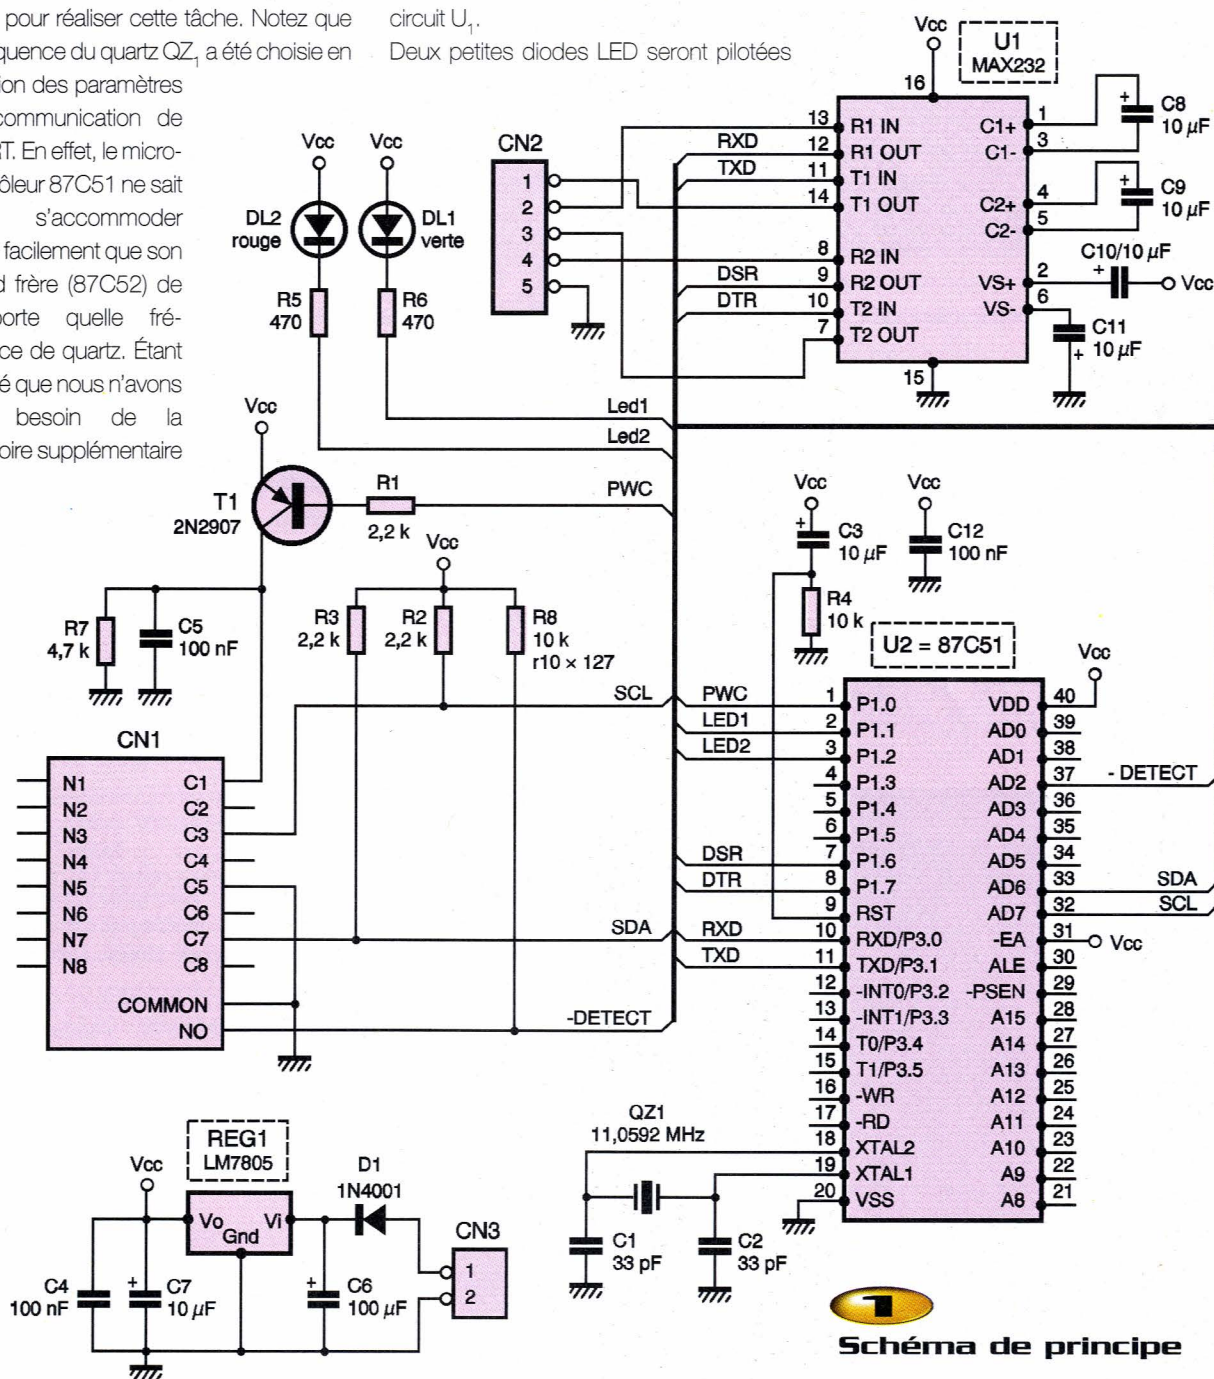 pour réaliser cette tâche. Notez que
quence du quartz QZ1 a été choisie en
ion des paramètres
ommunication de
RT. En effet, le micro-
ôleur 87C51 ne sait
s'accommoder
facilement que son
d frère (87C52) de
porte quelle fré-
ce de quartz. Étant
é que nous n'avons
besoin de la
oire supplémentaire
circuit U1.
Deux petites diodes LED seront pilotées
Vcc
U1
MAX232
16
13 R1 IN C1+ 1
RXD 12 R1 OUT C1- 3
TXD 11 T1 IN C2+ 4
14 T1 OUT C2- 5
8 R2 IN
DSR 9 R2 OUT VS+ 2
DTR 10 T2 IN VS- 6
7 T2 OUT
15
C8
10 µF
C9
10 µF
C10/10 µF
Vcc
C11
10 µF
+
+
+
+
CN2
1
2
3
4
5
Vcc
Vcc
DL2
rouge
DL1
verte
R5
470
R6
470
Led1
Led2
Vcc
T1
2N2907
R1
2,2 k
PWC
Vcc
R7
4,7 k
C5
100 nF
R3
2,2 k
R2
2,2 k
R8
10 k
r10 × 127
SCL
CN1
N1 C1
N2 C2
N3 C3
N4 C4
N5 C5
N6 C6
N7 C7
N8 C8
COMMON
NO
SDA
-DETECT
Vcc
+
C3
10 µF
R4
10 k
Vcc
C12
100 nF
U2 = 87C51
Vcc
PWC 1 P1.0 VDD 40
LED1 2 P1.1 AD0 39
LED2 3 P1.2 AD1 38
4 P1.3 AD2 37 - DETECT
5 P1.4 AD3 36
6 P1.5 AD4 35
DSR 7 P1.6 AD5 34
DTR 8 P1.7 AD6 33 SDA
9 RST AD7 32 SCL
RXD 10 RXD/P3.0 -EA 31 Vcc
TXD 11 TXD/P3.1 ALE 30
12 -INT0/P3.2 -PSEN 29
13 -INT1/P3.3 A15 28
14 T0/P3.4 A14 27
15 T1/P3.5 A13 26
16 -WR A12 25
17 -RD A11 24
18 XTAL2 A10 23
19 XTAL1 A9 22
20 VSS A8 21
QZ1
11,0592 MHz
C1
33 pF
C2
33 pF
REG1
LM7805
Vcc
Vo Vi
Gnd
D1
1N4001
CN3
1
2
C4
100 nF
+
C7
10 µF
+
C6
100 µF
1
Schéma de principe